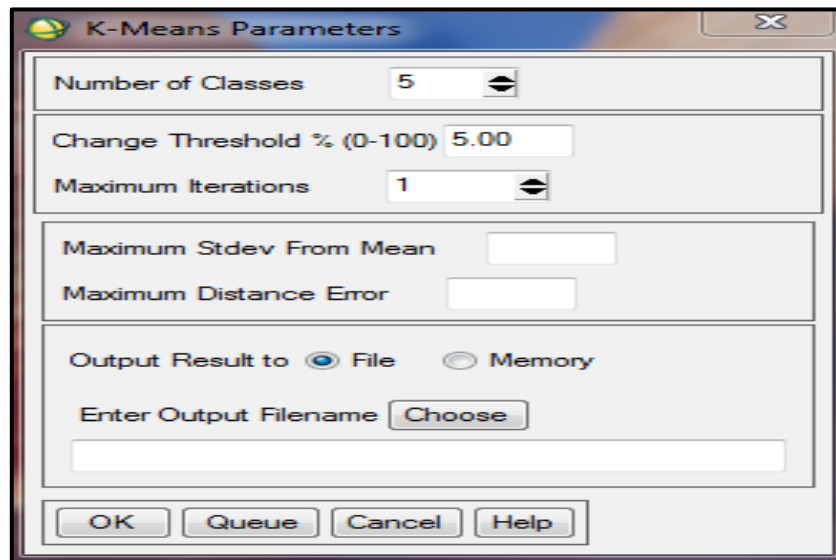 K-Means Parameters
Number of Classes 5
Change Threshold % (0-100) 5.00
Maximum Iterations 1
Maximum Stdev From Mean
Maximum Distance Error
Output Result to File Memory
Enter Output Filename Choose
OK Queue Cancel Help